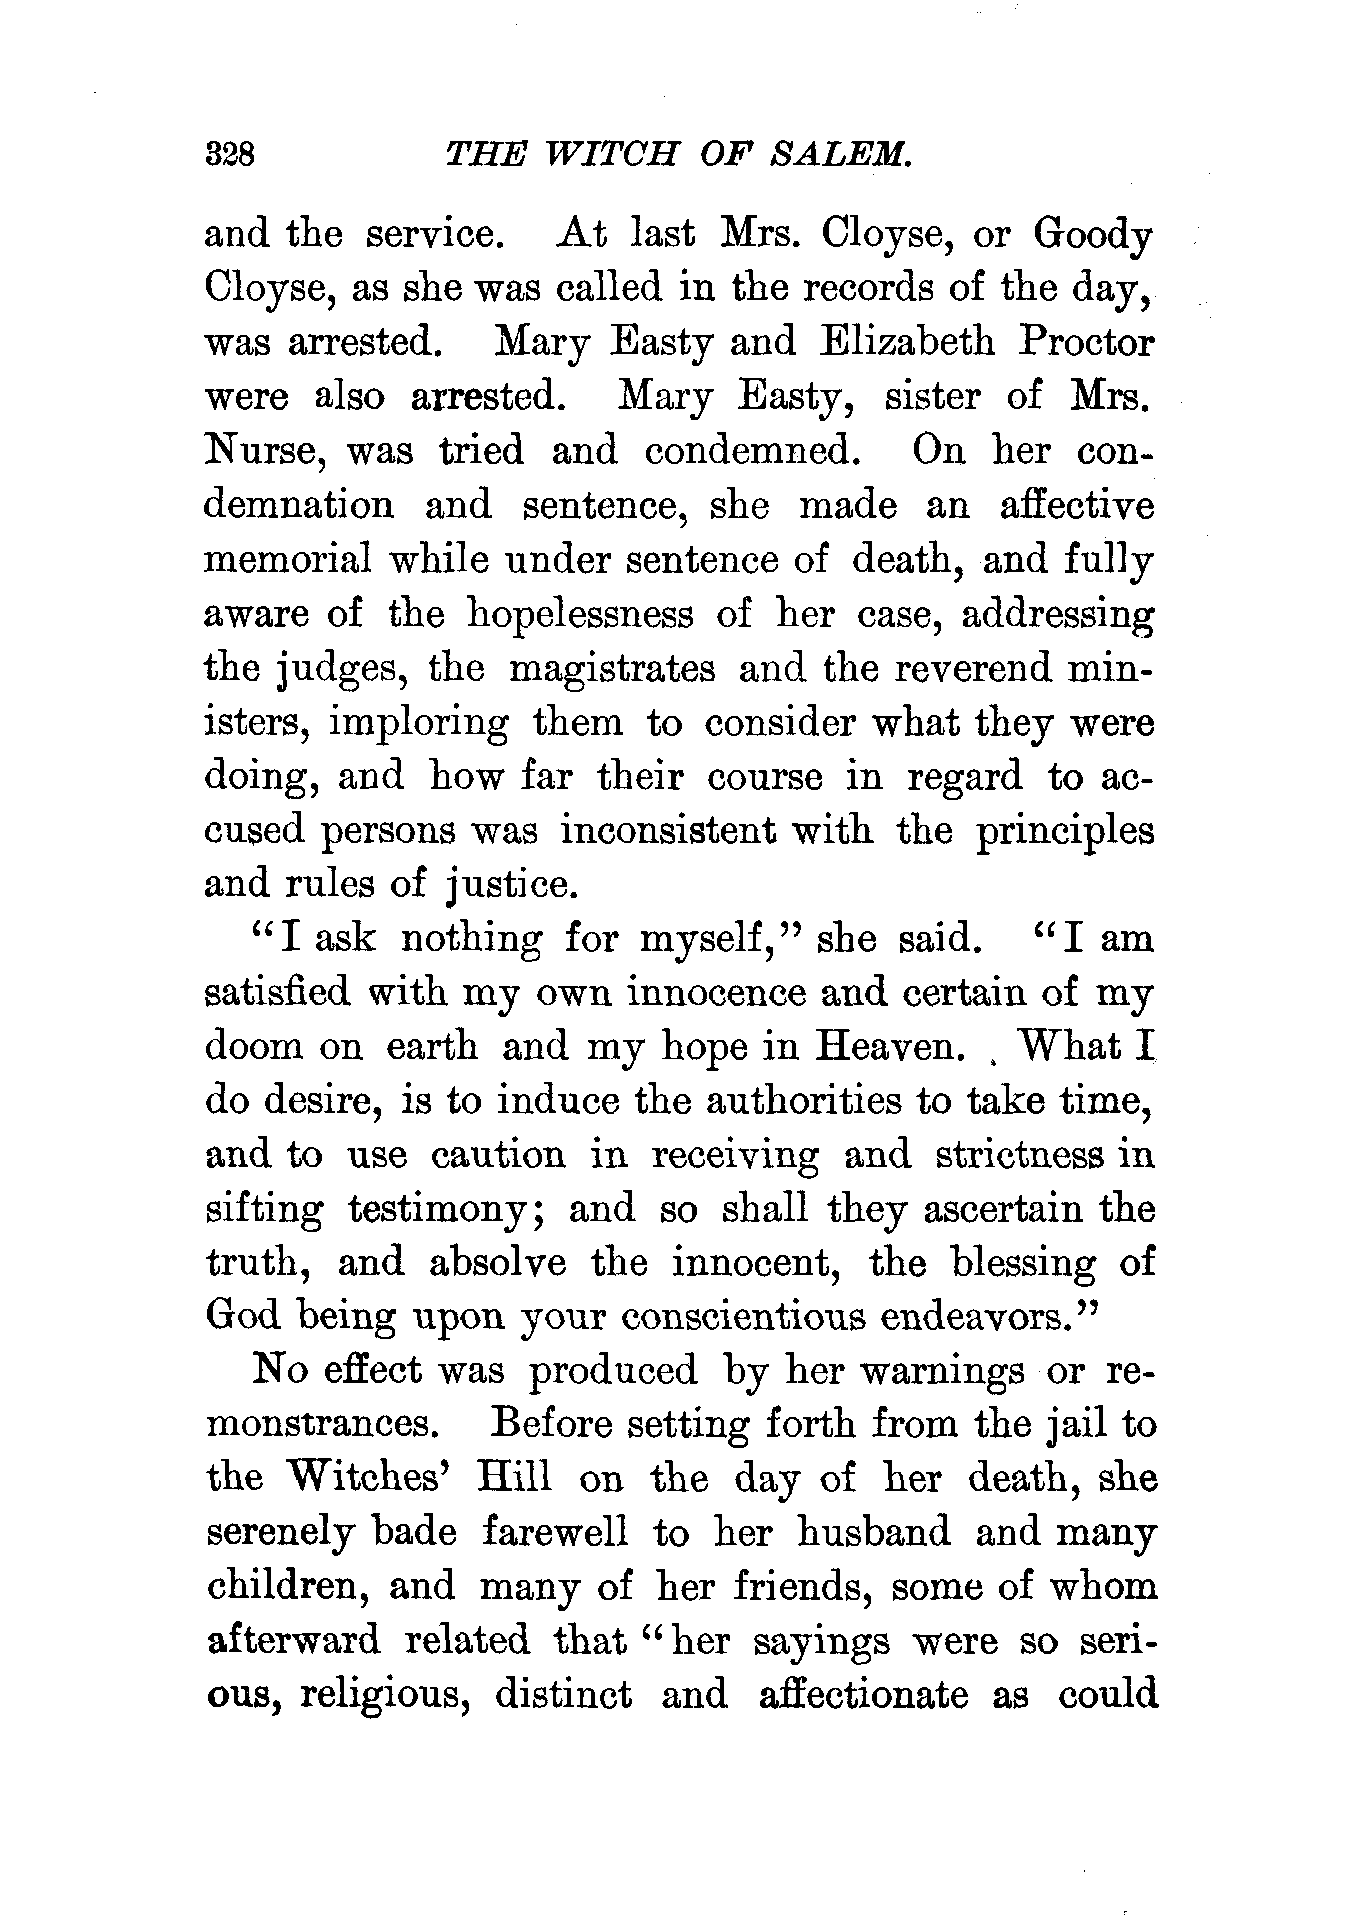 328 THE WITCH OF SALEM.
and the service. At last Mrs. Cloyse, or Goody
Cloyse, as she was called in the records of the day,
was arrested. Mary Easty and Elizabeth Proctor
were also arrested. Mary Easty, sister of Mrs.
Nurse, was tried and condemned. On her con-
demnation and sentence, she made an affective
memorial while under sentence of death, and fully
aware of the hopelessness of her case, addressing
the judges, the magistrates and the reverend min-
isters, imploring them to consider what they were
doing, and how far their course in regard to ac-
cused persons was inconsistent with the principles
and rules of justice.
"I ask nothing for myself," she said. "I am
satisfied with my own innocence and certain of my
doom on earth and my hope in Heaven. What I
do desire, is to induce the authorities to take time,
and to use caution in receiving and strictness in
sifting testimony; and so shall they ascertain the
truth, and absolve the innocent, the blessing of
God being upon your conscientious endeavors."
No effect was produced by her warnings or re-
monstrances. Before setting forth from the jail to
the Witches' Hill on the day of her death, she
serenely bade farewell to her husband and many
children, and many of her friends, some of whom
afterward related that "her sayings were so seri-
ous, religious, distinct and affectionate as could